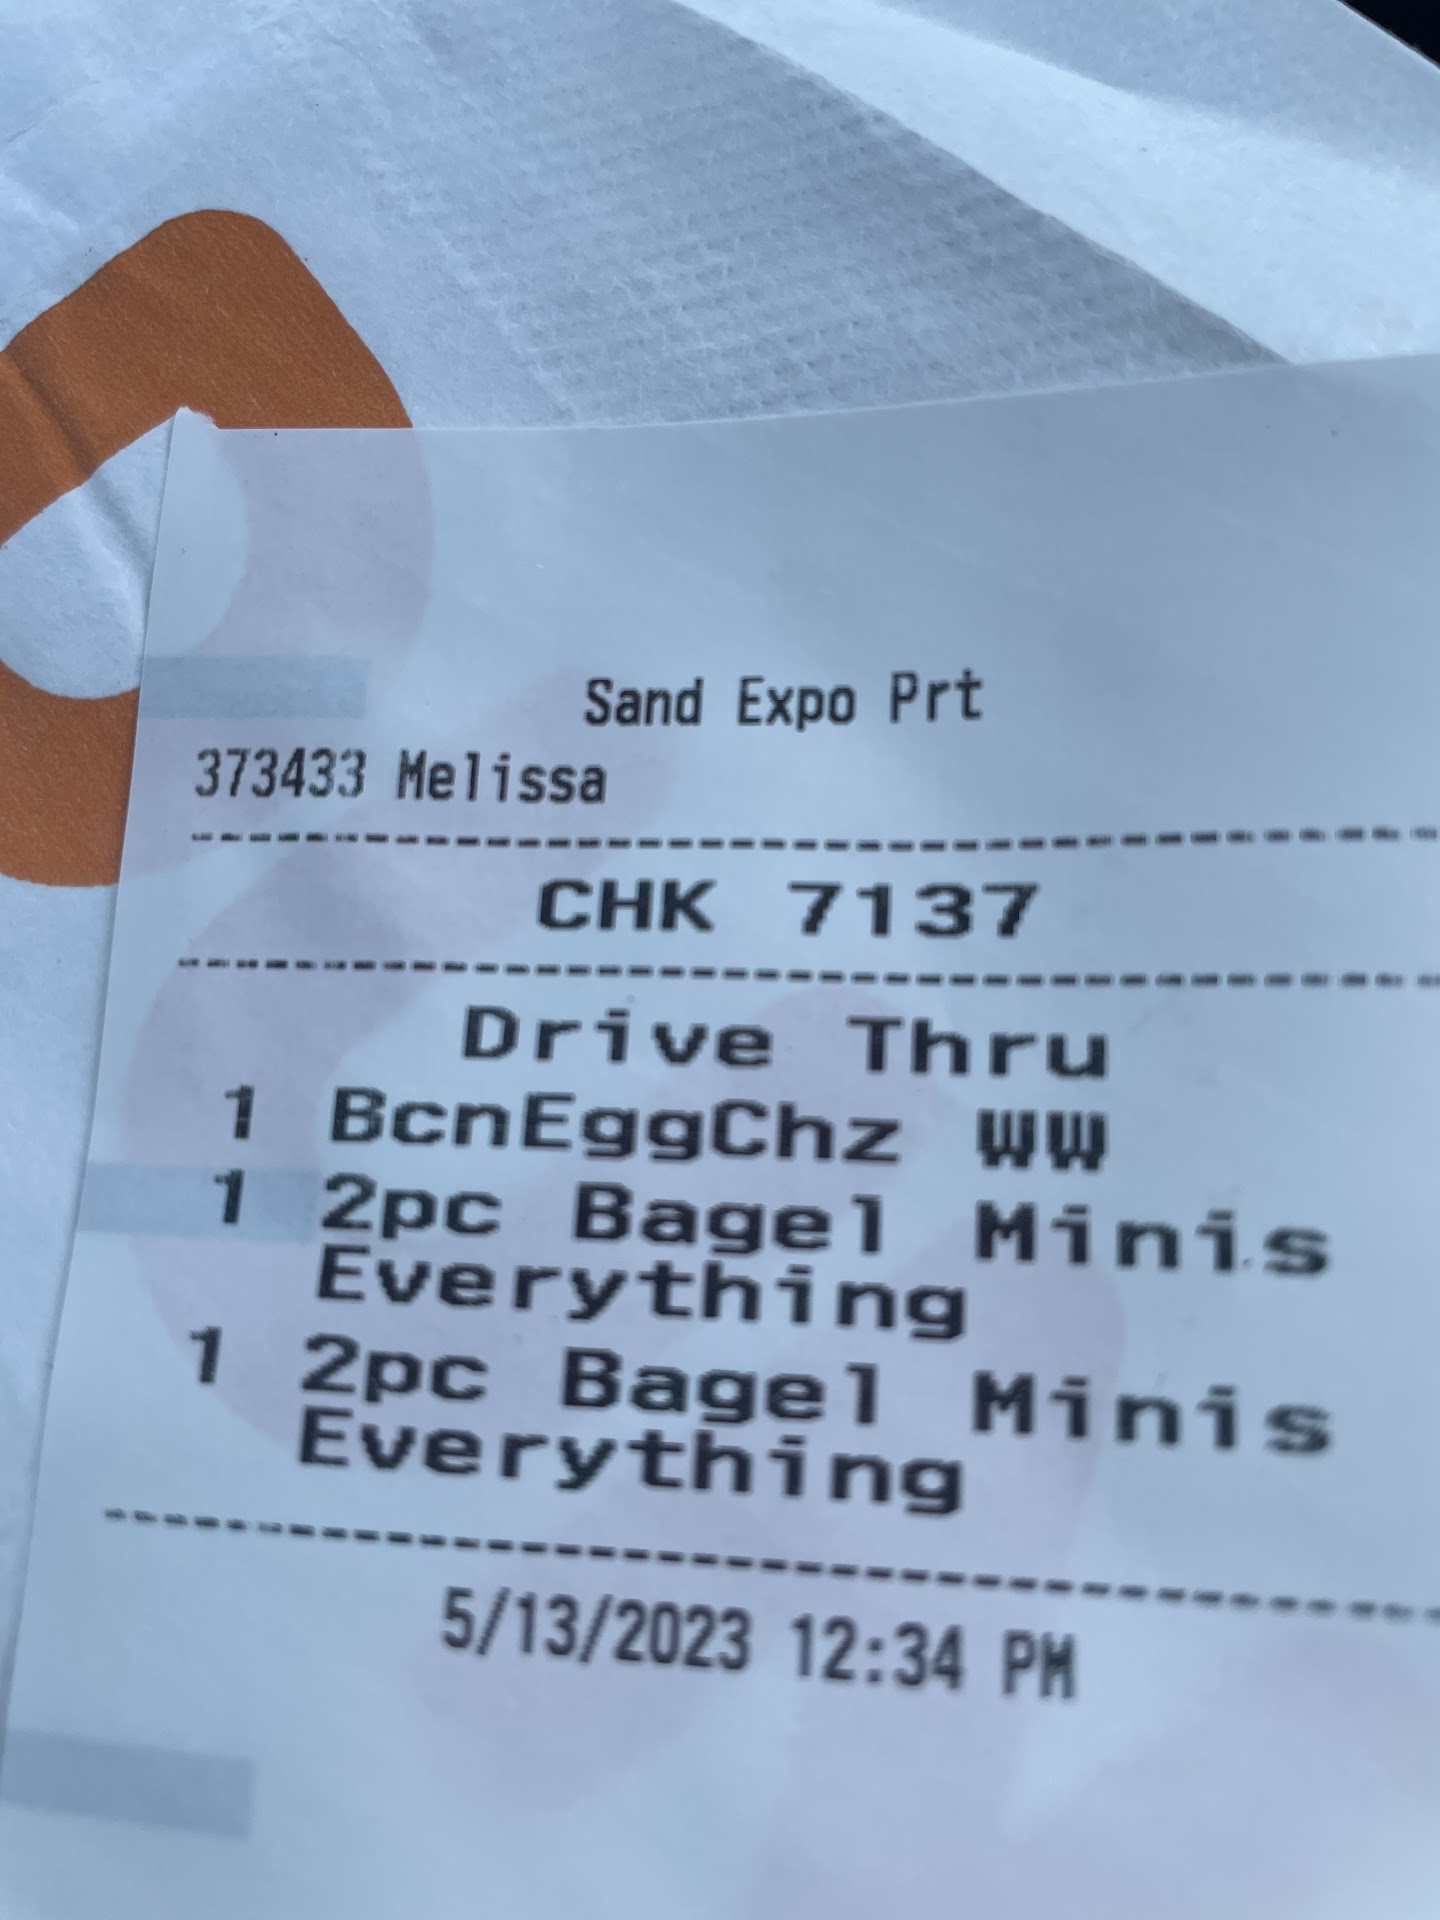 Sand Expo Prt
373433 Melissa
CHK 7137
Drive Thru
1 BcnEggChz WW
1 2pc Bagel Minis
Everything
1 2pc Bagel Minis
Everything
5/13/2023 12:34 PM